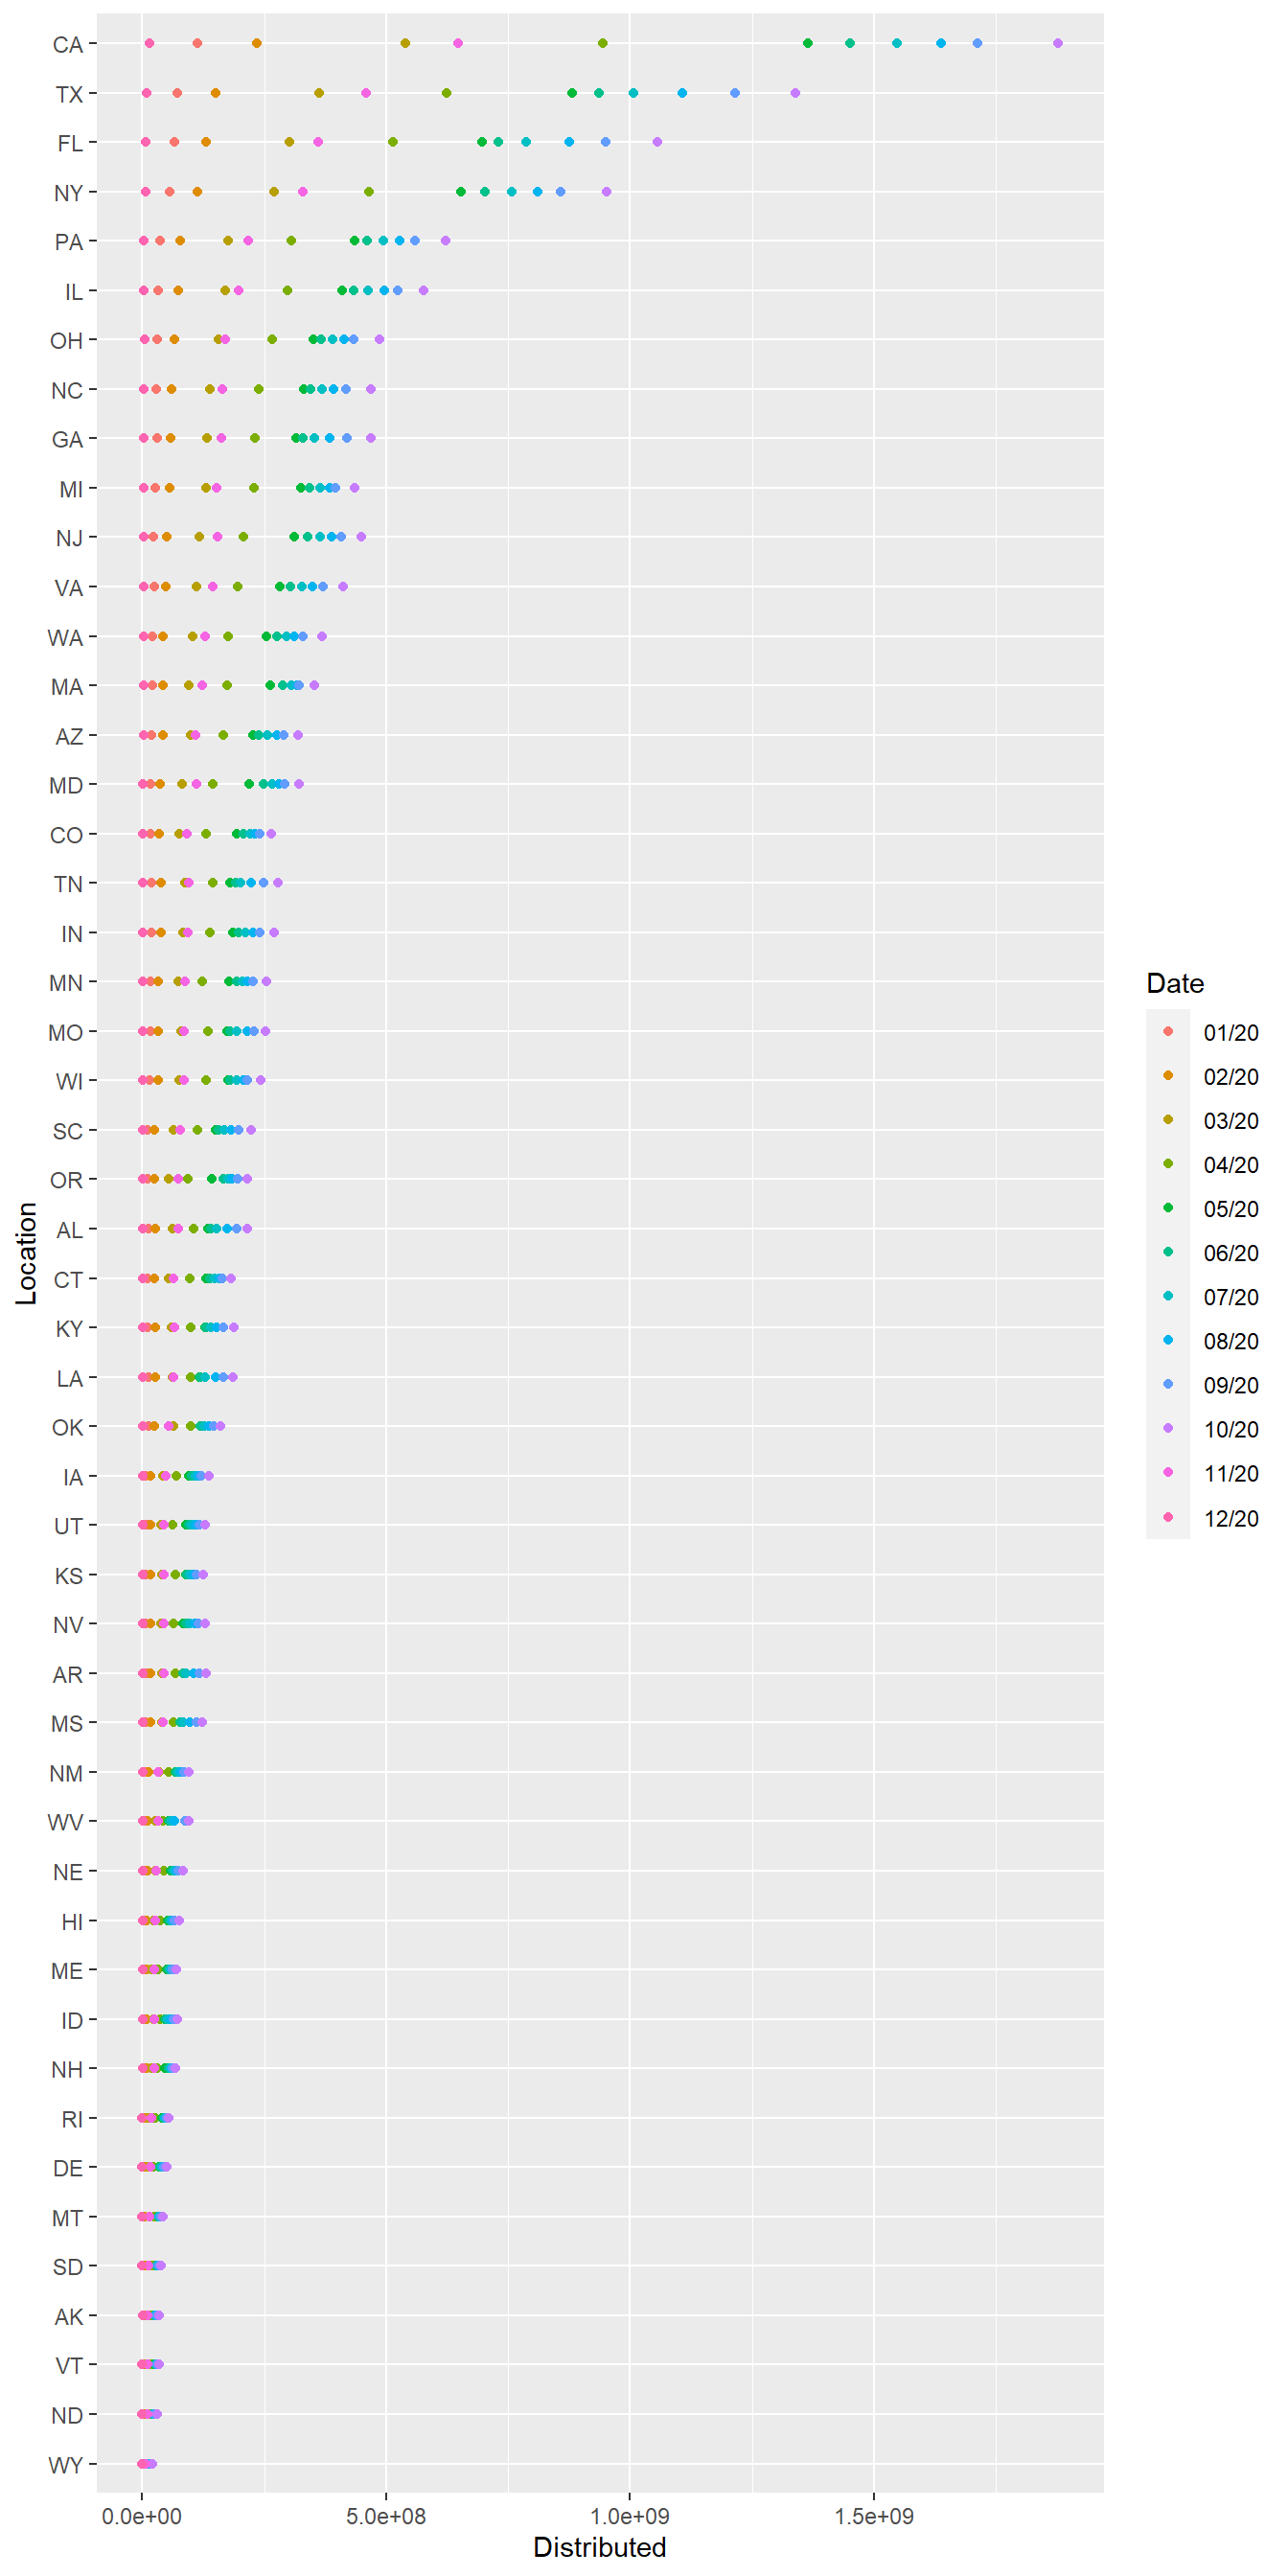 CA
TX
FL
NY
PA
IL
OH
NC
GA
MI
NJ
VA
WA
MA
AZ
MD
CO
TN
IN
MN
MO
WI
SC
OR
AL
CT
KY
LA
OK
IA
UT
KS
NV
AR
MS
NM
WV
NE
HI
ME
ID
NH
RI
DE
MT
SD
AK
VT
ND
WY
Location
0.0e+00 5.0e+08 1.0e+09 1.5e+09
Distributed
Date
01/20
02/20
03/20
04/20
05/20
06/20
07/20
08/20
09/20
10/20
11/20
12/20